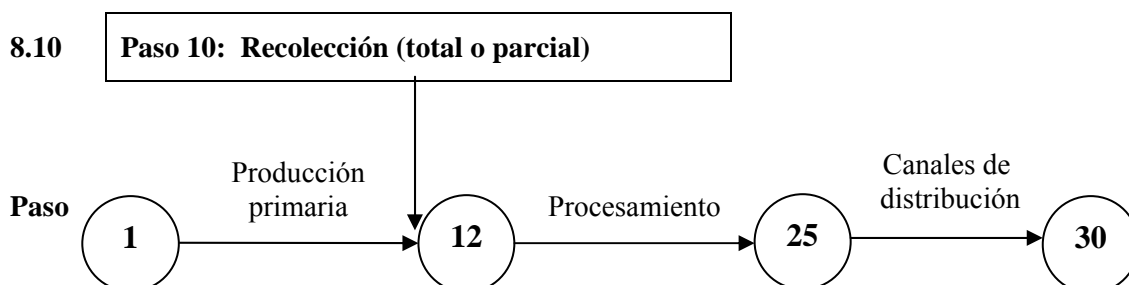 8.10 Paso 10: Recolección (total o parcial)
Producción
primaria
Canales de
distribución
Paso
Procesamiento
1
12
25
30